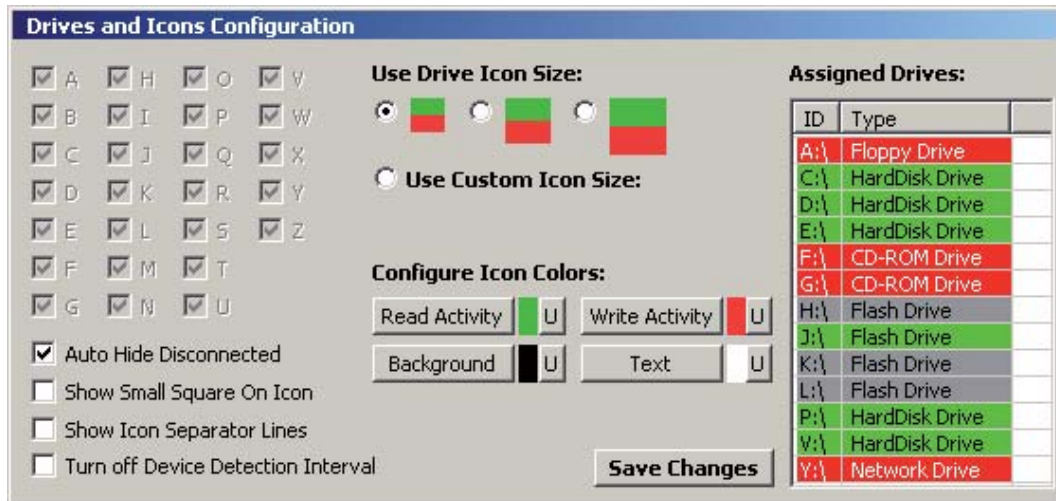 Drives and Icons Configuration
A H O V
B I P W
C J Q X
D K R Y
E L S Z
F M T
G N U
Auto Hide Disconnected
Show Small Square On Icon
Show Icon Separator Lines
Turn off Device Detection Interval
Use Drive Icon Size:
Use Custom Icon Size:
Configure Icon Colors:
Read Activity U Write Activity U
Background U Text U
Save Changes
Assigned Drives:
ID Type
A:\ Floppy Drive
C:\ HardDisk Drive
D:\ HardDisk Drive
E:\ HardDisk Drive
F:\ CD-ROM Drive
G:\ CD-ROM Drive
H:\ Flash Drive
J:\ Flash Drive
K:\ Flash Drive
L:\ Flash Drive
P:\ HardDisk Drive
V:\ HardDisk Drive
Y:\ Network Drive